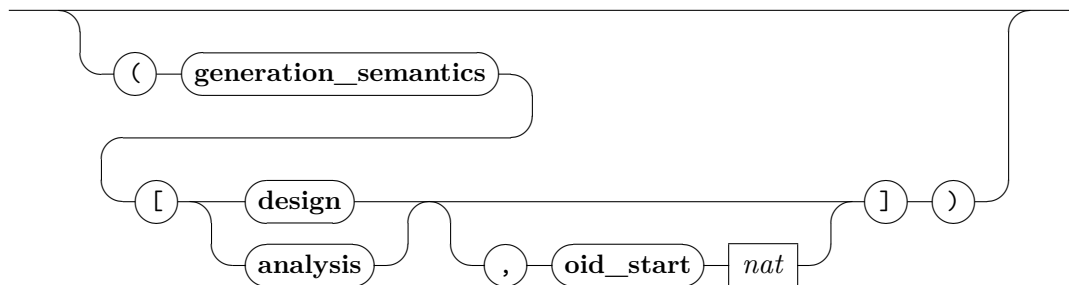 ( generation_semantics
[ design ] )
analysis , oid_start nat